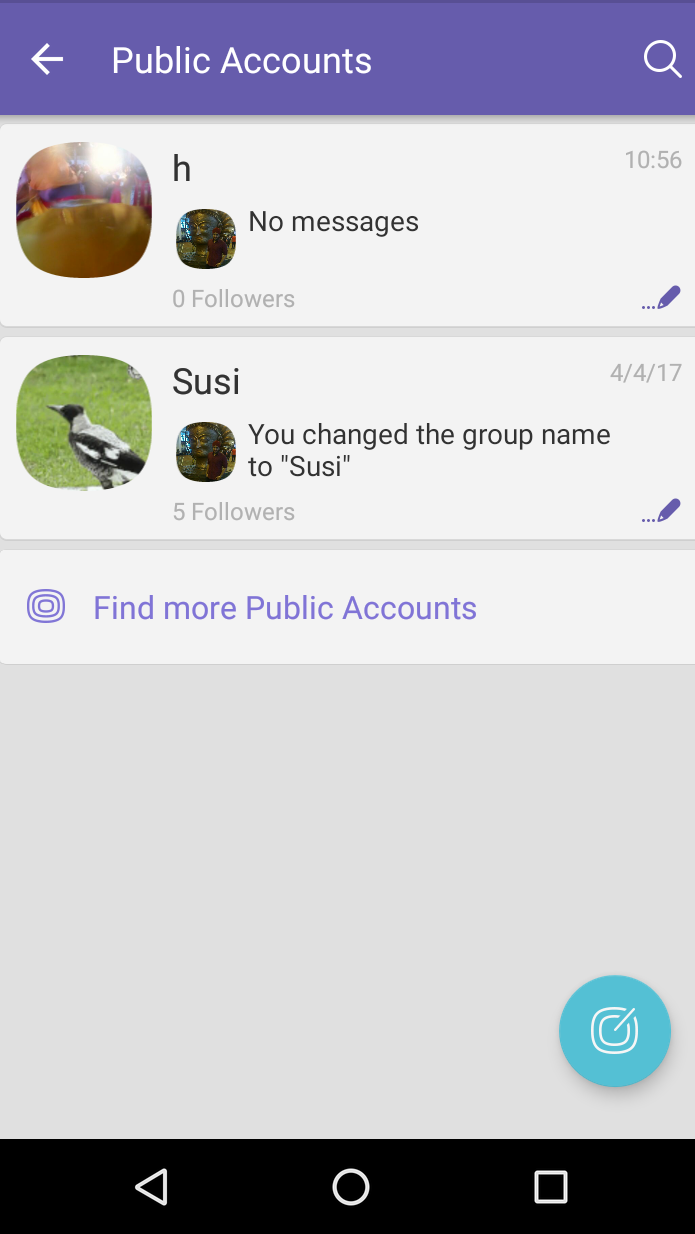 Public Accounts
h
10:56
No messages
0 Followers
Susi
4/4/17
You changed the group name
to "Susi"
5 Followers
Find more Public Accounts